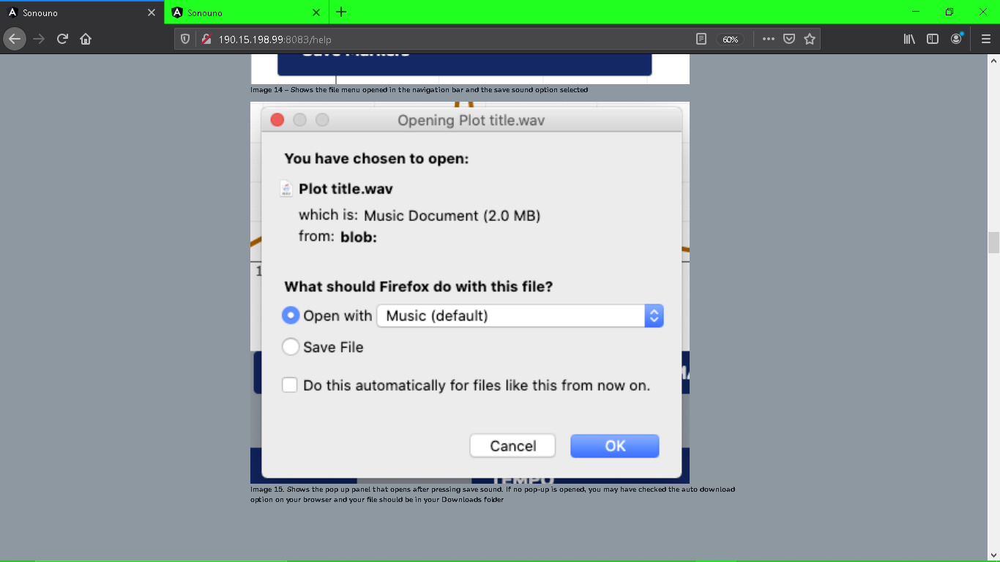 Sonouno
Sonouno
190.15.198.99:8083/help
60%
Save Markers
Image 14 – Shows the file menu opened in the navigation bar and the save sound option selected
Opening Plot title.wav
You have chosen to open:
Plot title.wav
which is: Music Document (2.0 MB)
from: blob:
1
What should Firefox do with this file?
Open with Music (default)
Save File
Do this automatically for files like this from now on.
Cancel OK
TEMPO
Image 15. Shows the pop up panel that opens after pressing save sound. If no pop-up is opened, you may have checked the auto download
option on your browser and your file should be in your Downloads folder